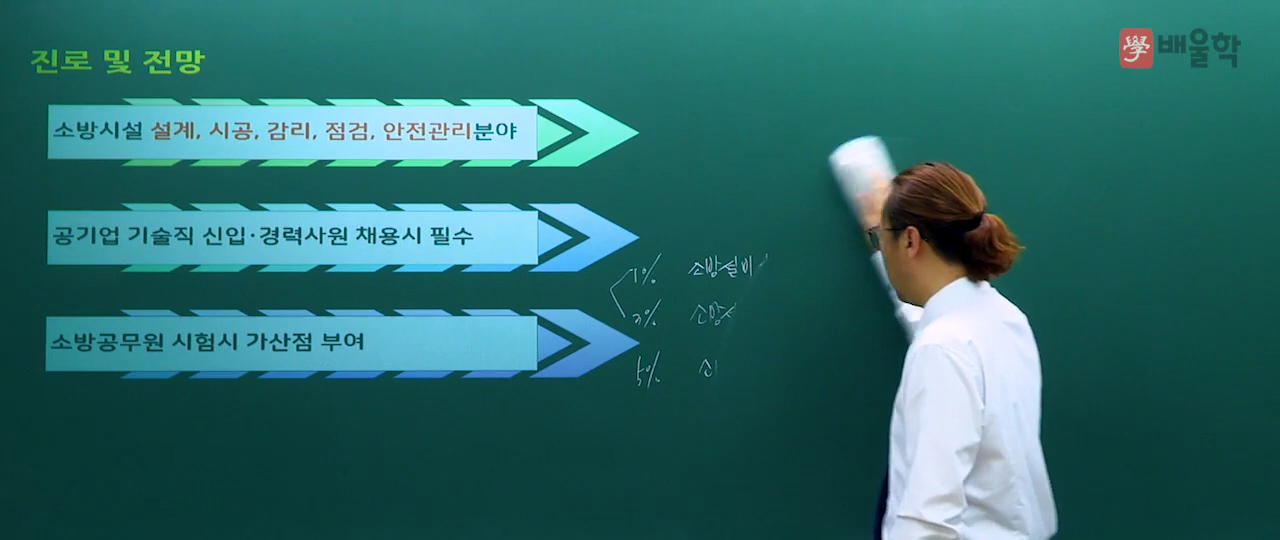 진로 및 전망
學 배울학
소방시설 설계, 시공, 감리, 점검, 안전관리분야
공기업 기술직 신입·경력사원 채용시 필수
1% 소방설비
3% 소방
소방공무원 시험시 가산점 부여
5% 소